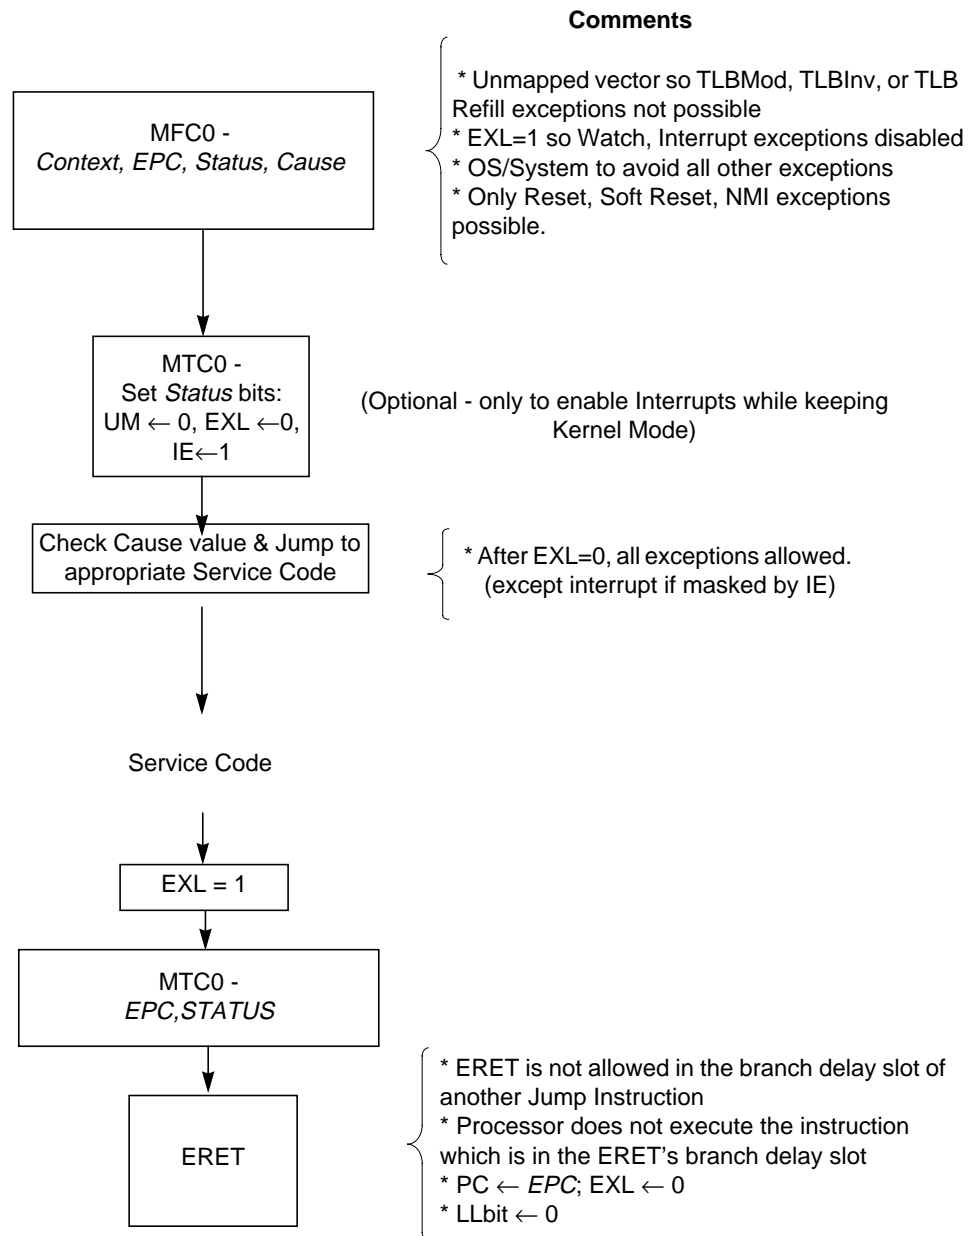 Comments
* Unmapped vector so TLBMod, TLBInv, or TLB
Refill exceptions not possible
* EXL=1 so Watch, Interrupt exceptions disabled
* OS/System to avoid all other exceptions
* Only Reset, Soft Reset, NMI exceptions
possible.
MFC0 -
Context, EPC, Status, Cause
MTC0 -
Set Status bits:
UM ← 0, EXL ←0,
IE←1
(Optional - only to enable Interrupts while keeping
Kernel Mode)
Check Cause value & Jump to
appropriate Service Code
* After EXL=0, all exceptions allowed.
(except interrupt if masked by IE)
Service Code
EXL = 1
MTC0 -
EPC,STATUS
ERET
* ERET is not allowed in the branch delay slot of
another Jump Instruction
* Processor does not execute the instruction
which is in the ERET’s branch delay slot
* PC ← EPC; EXL ← 0
* LLbit ← 0